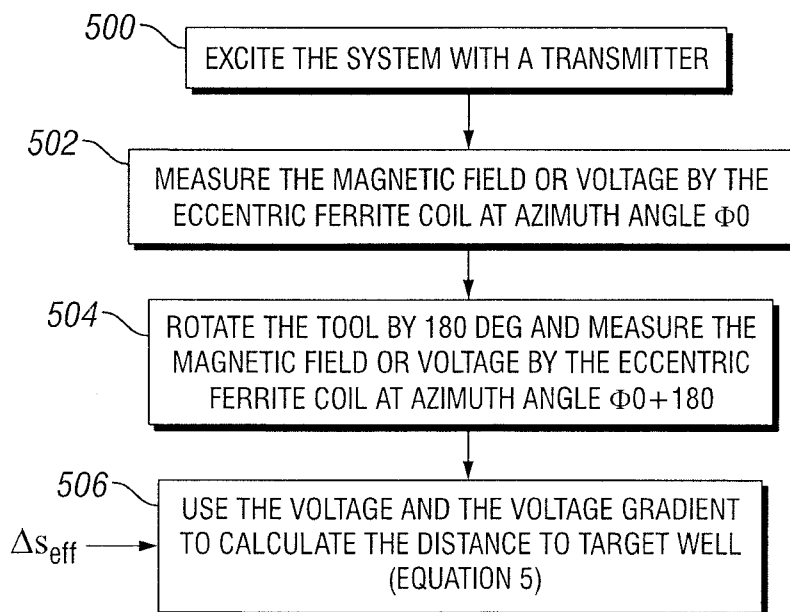 500
EXCITE THE SYSTEM WITH A TRANSMITTER
502
MEASURE THE MAGNETIC FIELD OR VOLTAGE BY THE
ECCENTRIC FERRITE COIL AT AZIMUTH ANGLE Φ0
504
ROTATE THE TOOL BY 180 DEG AND MEASURE THE
MAGNETIC FIELD OR VOLTAGE BY THE ECCENTRIC
FERRITE COIL AT AZIMUTH ANGLE Φ0+180
506
USE THE VOLTAGE AND THE VOLTAGE GRADIENT
TO CALCULATE THE DISTANCE TO TARGET WELL
(EQUATION 5)
Δs_eff